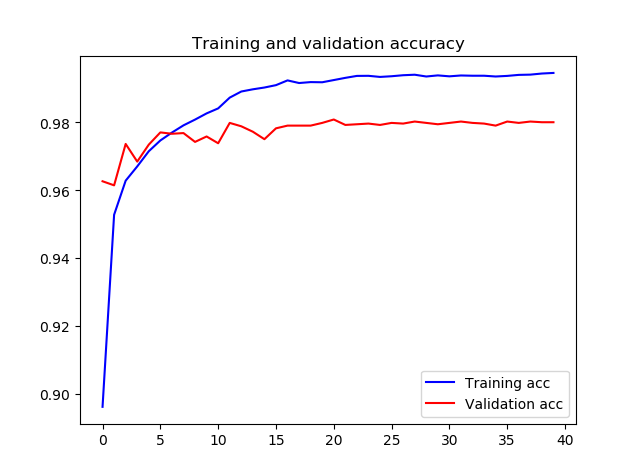 Training and validation accuracy
0.98
0.96
0.94
0.92
0.90
0 5 10 15 20 25 30 35 40
Training acc
Validation acc